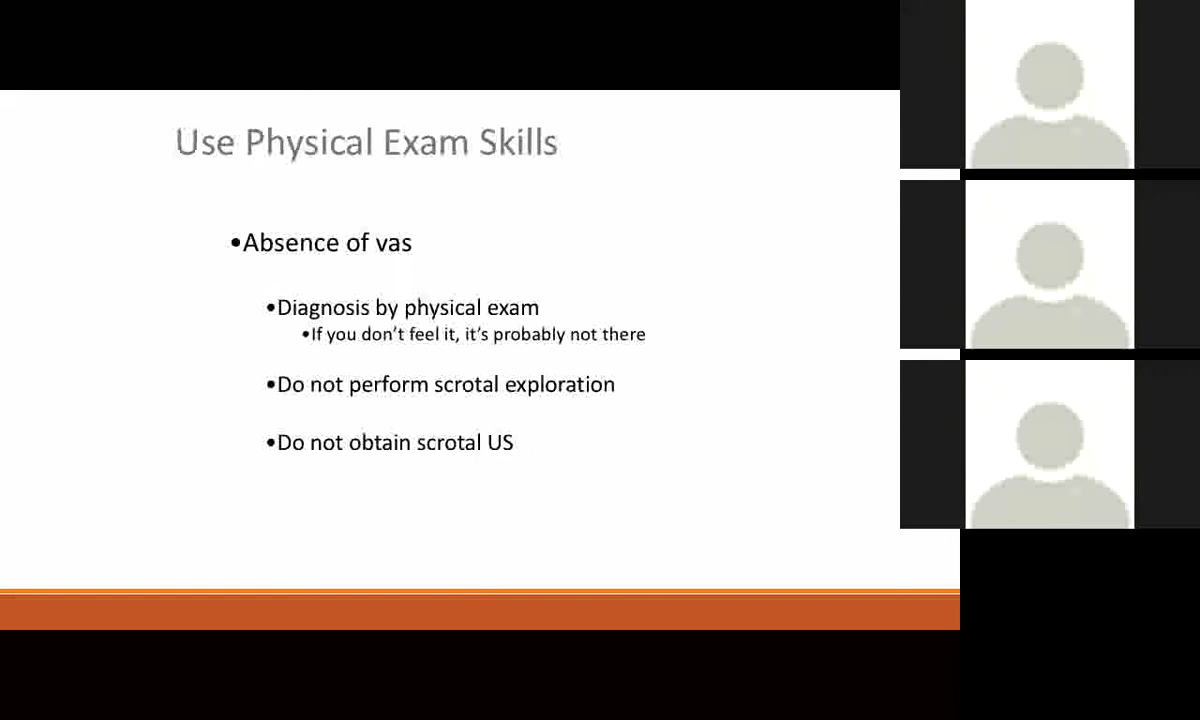 Use Physical Exam Skills
•Absence of vas
•Diagnosis by physical exam
•If you don’t feel it, it’s probably not there
•Do not perform scrotal exploration
•Do not obtain scrotal US